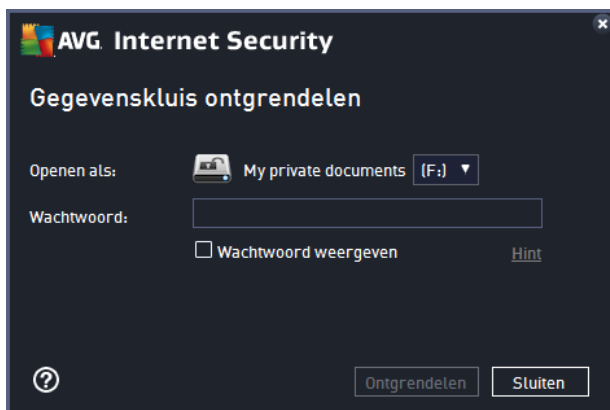 AVG. Internet Security
Gegevenskluis ontgrendelen
Openen als: My private documents (F:)
Wachtwoord:
Wachtwoord weergeven Hint
Ontgrendelen Sluiten